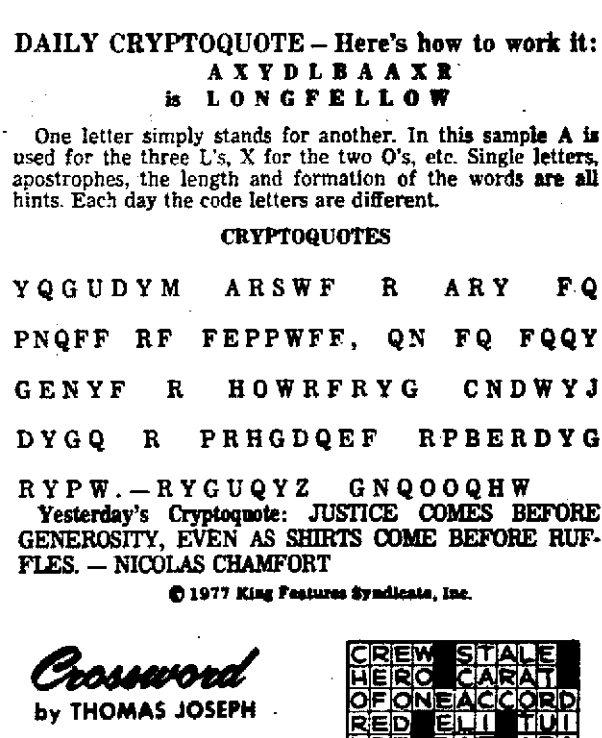 DAILY CRYPTOQUOTE – Here's how to work it:
A X Y D L B A A X R
is L O N G F E L L O W
One letter simply stands for another. In this sample A is
used for the three L's, X for the two O's, etc. Single letters,
apostrophes, the length and formation of the words are all
hints. Each day the code letters are different.
CRYPTOQUOTES
YQGUDYM ARSWF R ARY FQ
PNQFF RF FEPPWFF, QN FQ FQQY
GENYF R HOWRFRYG CNDWYJ
DYGQ R PRHGDQEF RPBERDYG
RYPW.—RYGUQYZ GNQOOQHW
Yesterday's Cryptoquote: JUSTICE COMES BEFORE
GENEROSITY, EVEN AS SHIRTS COME BEFORE RUF-
FLES. — NICOLAS CHAMFORT
© 1977 King Features Syndicate, Inc.
Crossword
by THOMAS JOSEPH
CREW STALE
HERO CARAT
OFONEACCORD
RED ELI TUI